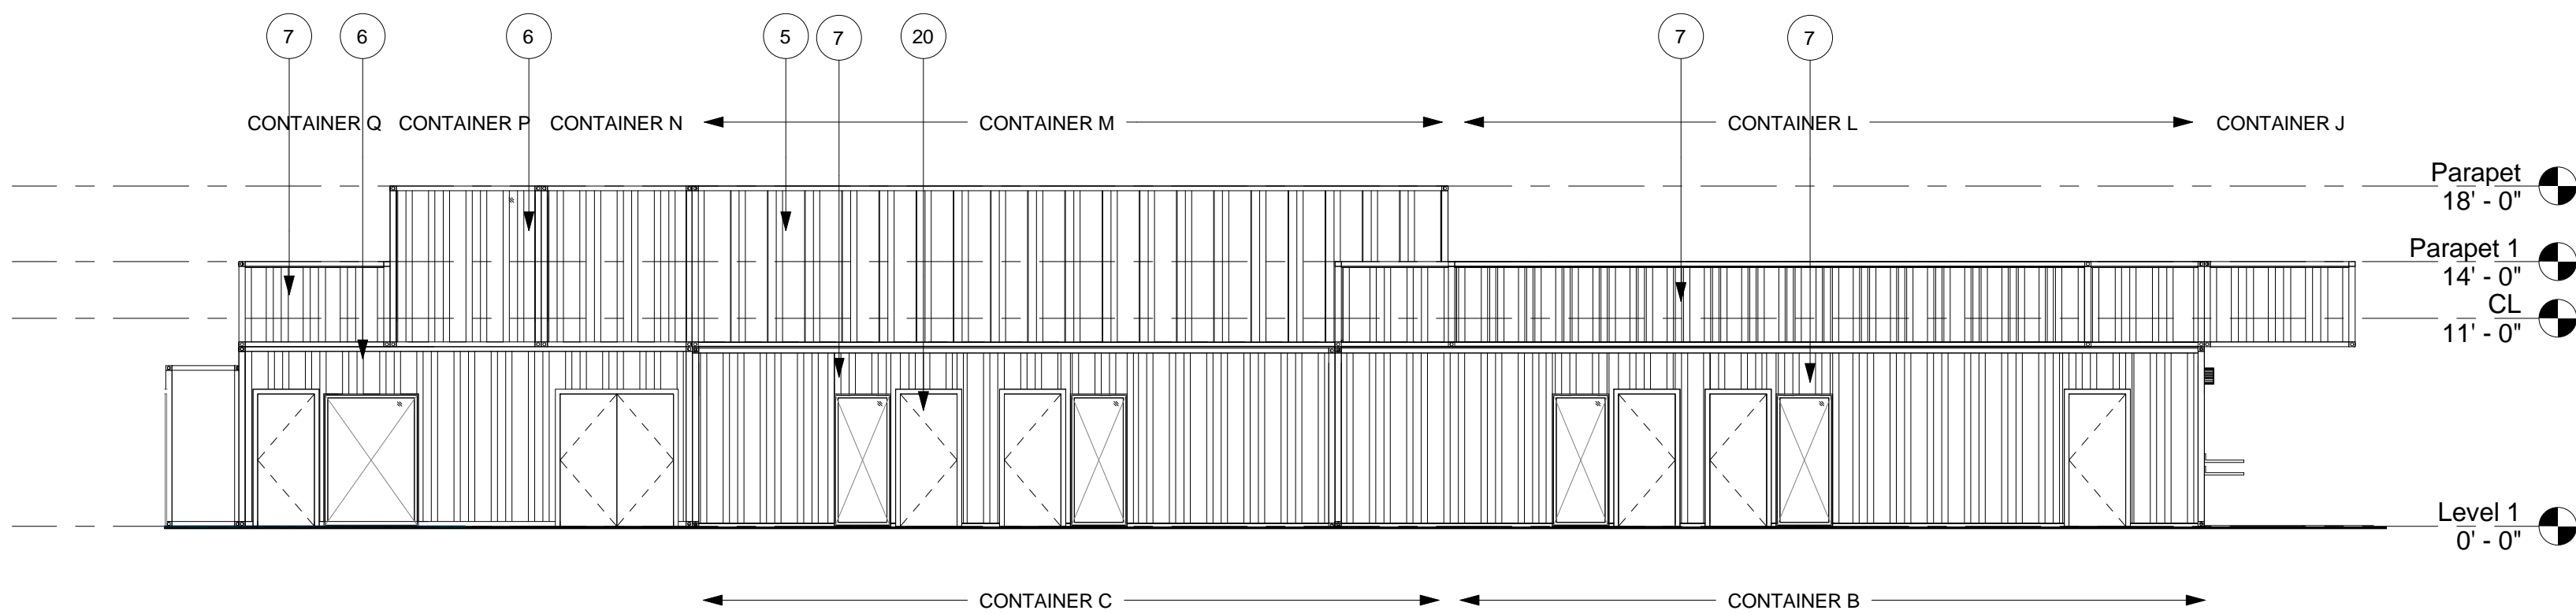 7 6 6 5 7 20 7 7
CONTAINER Q CONTAINER P CONTAINER N CONTAINER M CONTAINER L CONTAINER J
Parapet
18' - 0"
Parapet 1
14' - 0"
CL
11' - 0"
Level 1
0' - 0"
CONTAINER C CONTAINER B